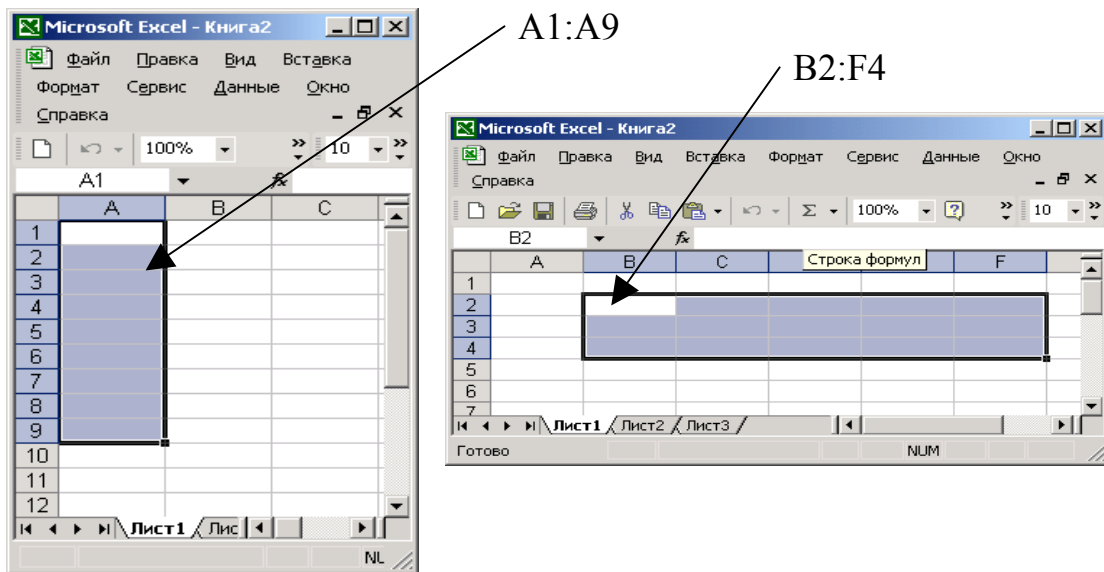 A1:A9
B2:F4
Microsoft Excel - Книга2
Файл Правка Вид Вставка
Формат Сервис Данные Окно
Справка
100% 10
A1 fx
A B C
1
2
3
4
5
6
7
8
9
10
11
12
Лист1 Лис
NL
Microsoft Excel - Книга2
Файл Правка Вид Вставка Формат Сервис Данные Окно
Справка
Σ 100% 10
B2 fx
A B C Строка формул F
1
2
3
4
5
6
7
Лист1 Лист2 Лист3
Готово NUM